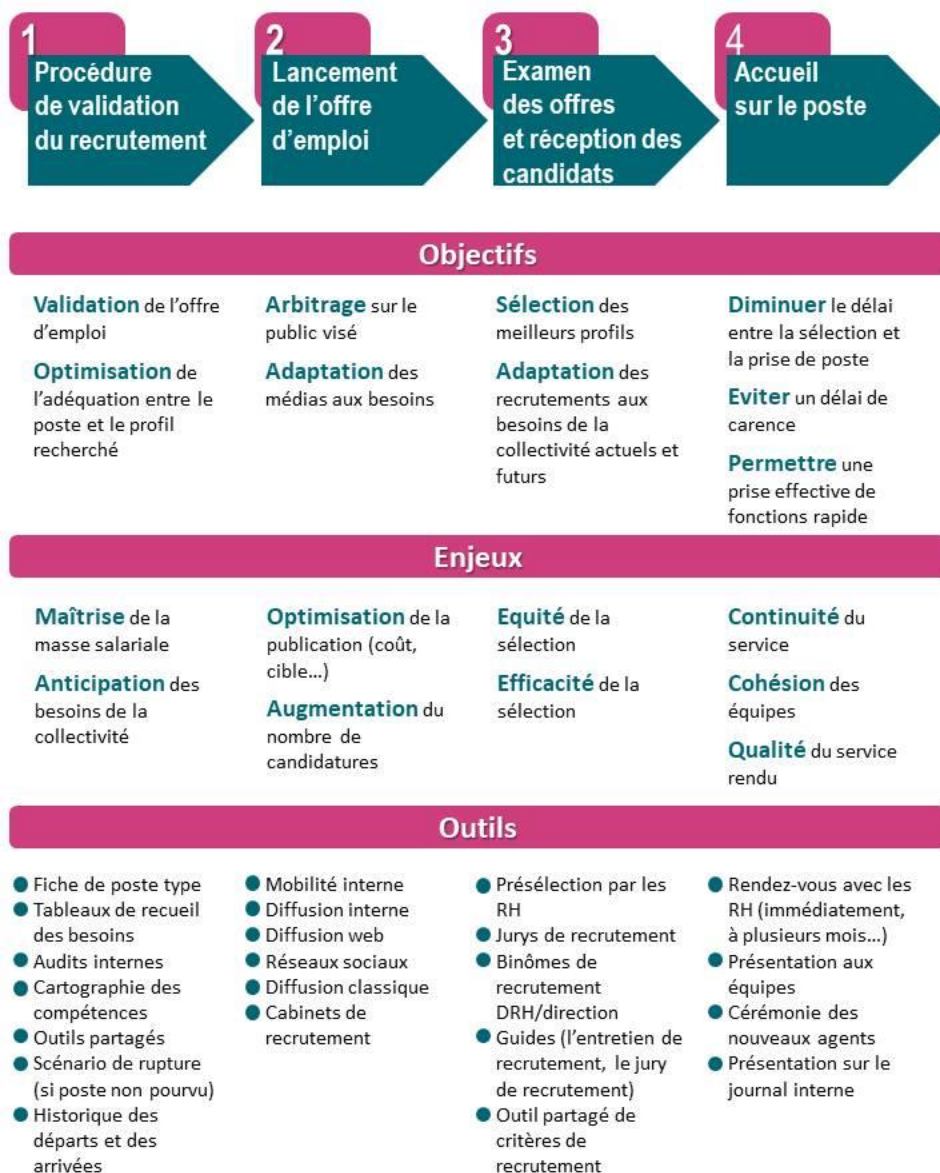 1
Procédure
de validation
du recrutement
2
Lancement
de l’offre
d’emploi
3
Examen
des offres
et réception des
candidats
4
Accueil
sur le poste
Objectifs
Validation de l’offre
d’emploi
Optimisation de
l’adéquation entre le
poste et le profil
recherché
Arbitrage sur le
public visé
Adaptation des
médias aux besoins
Sélection des
meilleurs profils
Adaptation des
recrutements aux
besoins de la
collectivité actuels et
futurs
Diminuer le délai
entre la sélection et
la prise de poste
Eviter un délai de
carence
Permettre une
prise effective de
fonctions rapide
Enjeux
Maîtrise de la
masse salariale
Anticipation des
besoins de la
collectivité
Optimisation de la
publication (coût,
cible…)
Augmentation du
nombre de
candidatures
Equité de la
sélection
Efficacité de la
sélection
Continuité du
service
Cohésion des
équipes
Qualité du service
rendu
Outils
Fiche de poste type
Tableaux de recueil
des besoins
Audits internes
Cartographie des
compétences
Outils partagés
Scénario de rupture
(si poste non pourvu)
Historique des
départs et des
arrivées
Mobilité interne
Diffusion interne
Diffusion web
Réseaux sociaux
Diffusion classique
Cabinets de
recrutement
Présélection par les
RH
Jurys de recrutement
Binômes de
recrutement
DRH/direction
Guides (l’entretien de
recrutement, le jury
de recrutement)
Outil partagé de
critères de
recrutement
Rendez-vous avec les
RH (immédiatement,
à plusieurs mois…)
Présentation aux
équipes
Cérémonie des
nouveaux agents
Présentation sur le
journal interne